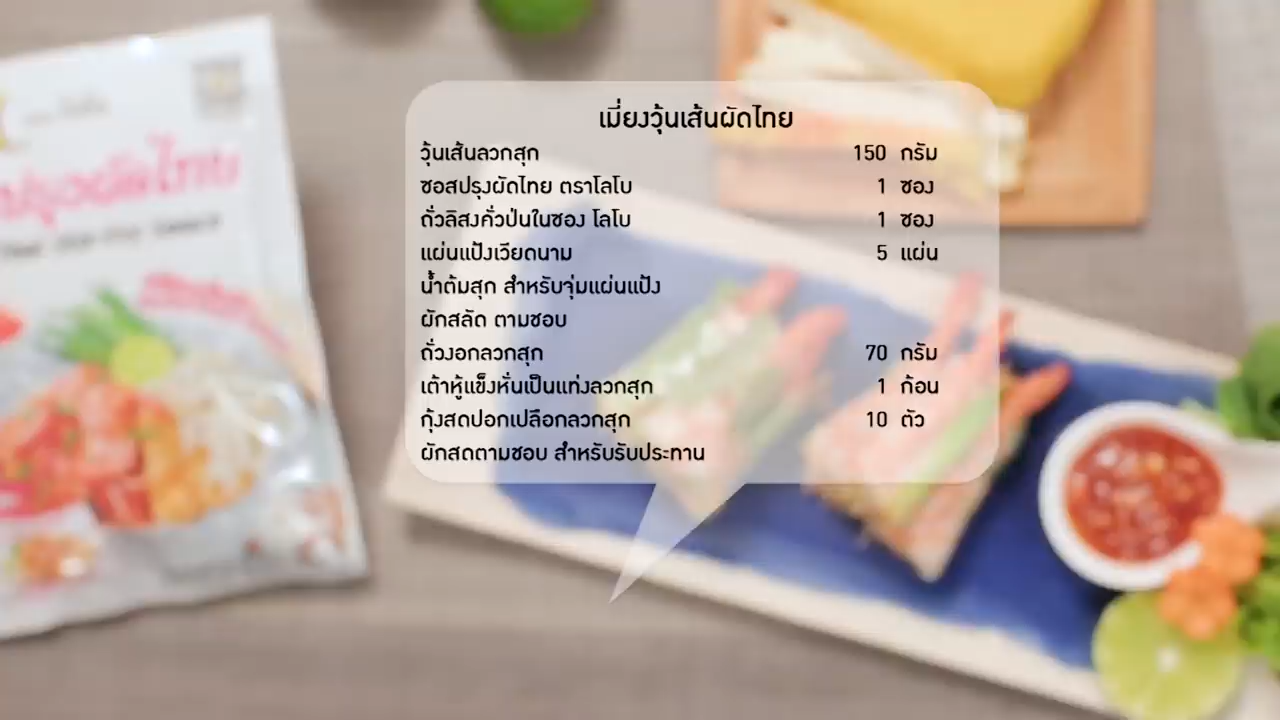 เมี่ยงวุ้นเส้นผัดไทย
วุ้นเส้นลวกสุก 150 กรัม
ซอสปรุงผัดไทย ตราโลโบ 1 ซอง
ถั่วลิสงคั่วป่นในซอง โลโบ 1 ซอง
แผ่นแป้งเวียดนาม 5 แผ่น
น้ำต้มสุก สำหรับจุ่มแผ่นแป้ง
ผักสลัด ตามชอบ
ถั่วงอกลวกสุก 70 กรัม
เต้าหู้แข็งหั่นเป็นแท่งลวกสุก 1 ก้อน
กุ้งสดปอกเปลือกลวกสุก 10 ตัว
ผักสดตามชอบ สำหรับรับประทาน
ปรุงผัดไทย